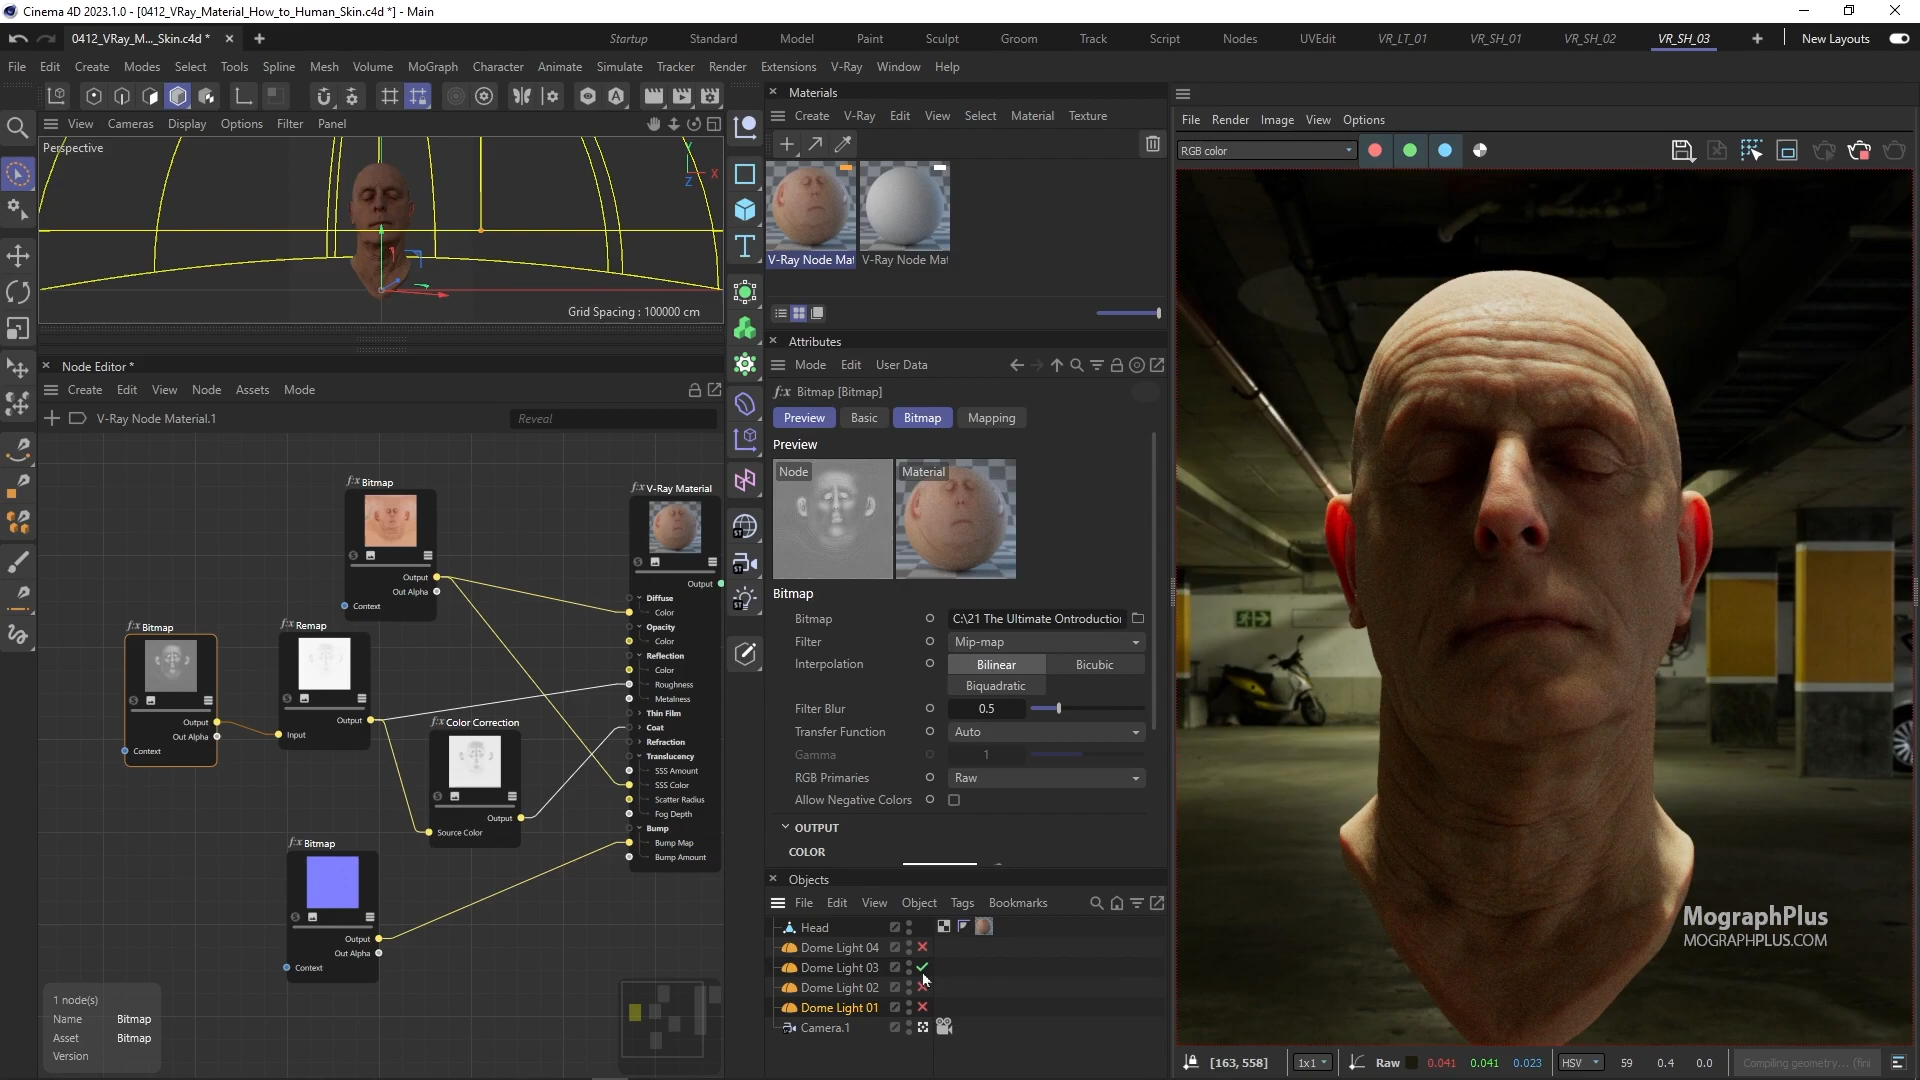 Cinema 4D 2023.1.0 - [0412_VRay_Material_How_to_Human_Skin.c4d *] - Main
0412_VRay_M..._Skin.c4d *
Startup Standard Model Paint Sculpt Groom Track Script Nodes UVEdit VR_LT_01 VR_SH_01 VR_SH_02 VR_SH_03 New Layouts
File Edit Create Modes Select Tools Spline Mesh Volume MoGraph Character Animate Simulate Tracker Render Extensions V-Ray Window Help
View Cameras Display Options Filter Panel
Perspective
Y
X
Z
Grid Spacing : 100000 cm
Node Editor *
Create Edit View Node Assets Mode
V-Ray Node Material.1
Reveal
Bitmap
Output
Out Alpha
Context
Bitmap
Output
Out Alpha
Context
Remap
Output
Input
Color Correction
Output
Source Color
Bitmap
Output
Out Alpha
Context
V-Ray Material
Output
Diffuse
Color
Opacity
Color
Reflection
Color
Roughness
Metalness
Thin Film
Coat
Refraction
Translucency
SSS Amount
SSS Color
Scatter Radius
Fog Depth
Bump
Bump Map
Bump Amount
1 node(s)
Name Bitmap
Asset Bitmap
Version
Materials
Create V-Ray Edit View Select Material Texture
V-Ray Node Mat V-Ray Node Mat
Attributes
Mode Edit User Data
Bitmap [Bitmap]
Preview Basic Bitmap Mapping
Preview
Node Material
Bitmap
Bitmap C:\21 The Ultimate Ontroduction
Filter Mip-map
Interpolation Bilinear Bicubic
Biquadratic
Filter Blur 0.5
Transfer Function Auto
Gamma 1
RGB Primaries Raw
Allow Negative Colors
OUTPUT
COLOR
Objects
File Edit View Object Tags Bookmarks
Head
Dome Light 04
Dome Light 03
Dome Light 02
Dome Light 01
Camera.1
File Render Image View Options
RGB color
MographPlus
MOGRAPHPLUS.COM
[163,558] 1x1 Raw 0.041 0.041 0.023 HSV 59 0.4 0.0 Compiling geometry... (fini